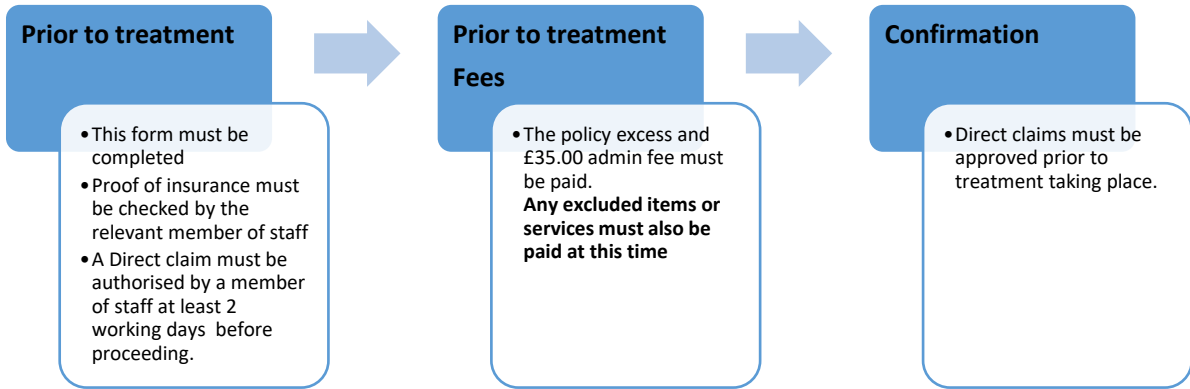 Prior to treatment
•This form must be
completed
•Proof of insurance must
be checked by the
relevant member of staff
•A Direct claim must be
authorised by a member
of staff at least 2
working days  before
proceeding.
Prior to treatment
Fees
•The policy excess and
£35.00 admin fee must
be paid.
Any excluded items or
services must also be
paid at this time
Confirmation
•Direct claims must be
approved prior to
treatment taking place.